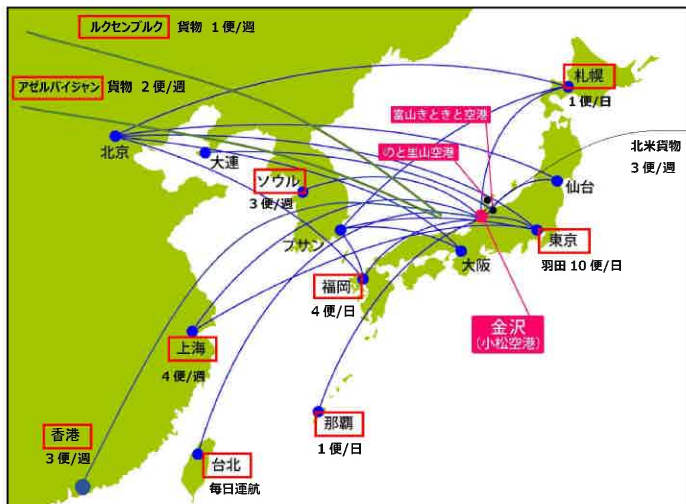 ルクセンブルク 貨物 1便/週
アゼルバイジャン 貨物 2便/週
札幌
1便/日
富山きときと空港
北米貨物
3便/週
のと里山空港
北京
大連
ソウル
3便/週
仙台
プサン
東京
羽田10便/日
大阪
福岡
4便/日
金沢
(小松空港)
上海
4便/週
香港
3便/週
那覇
1便/日
台北
毎日運航